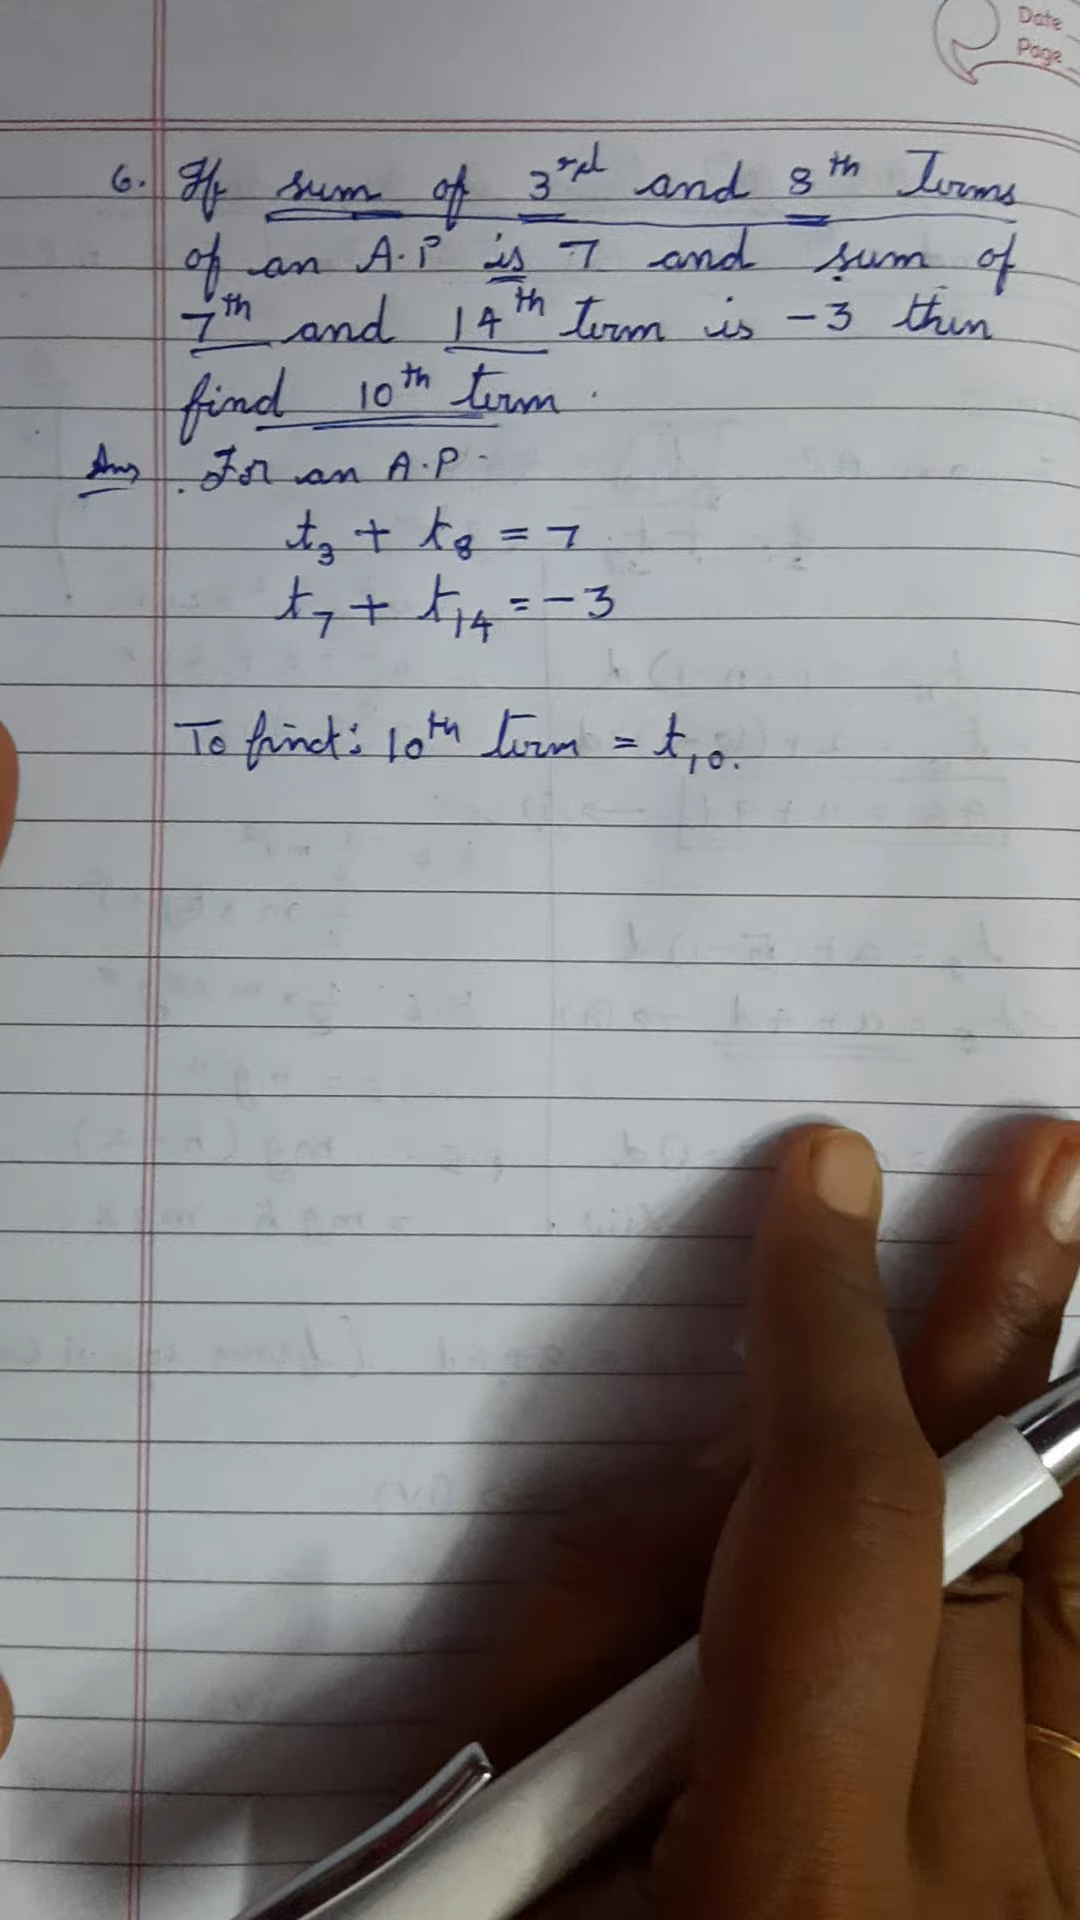 Date
Page
6. If sum of 3rd and 8th Terms
of an A.P is 7 and sum of
7th and 14th term is -3 then
find 10th term.
Ans. For an A.P.
t3 + t8 = 7
t7 + t14 = -3
To find: 10th term = t10.